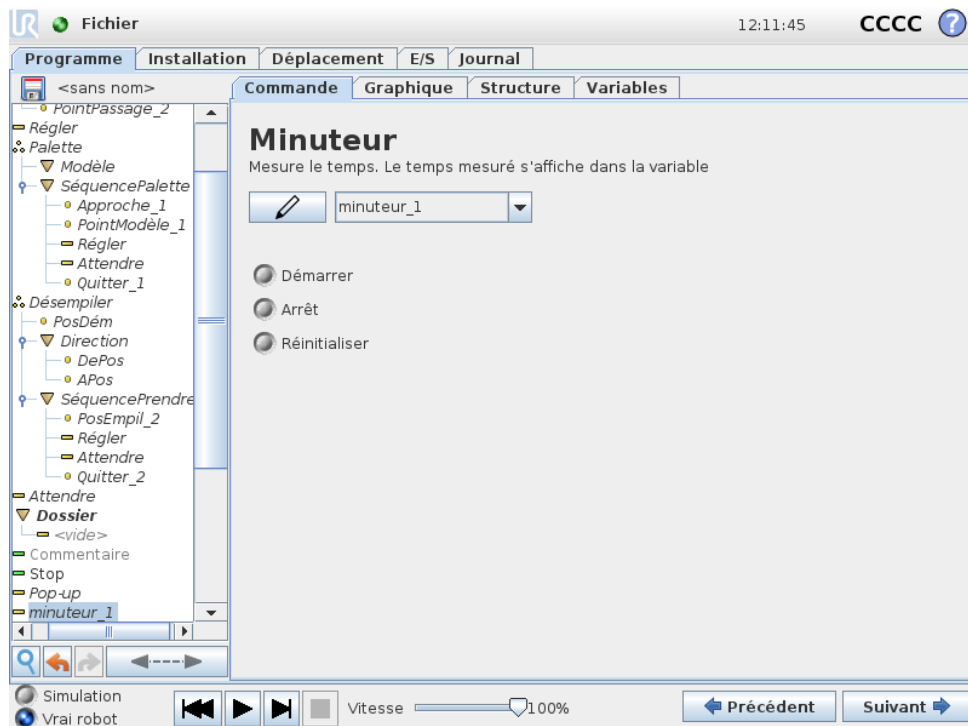 UR Fichier 12:11:45 CCCC ?
Programme Installation Déplacement E/S Journal
<sans nom> Commande Graphique Structure Variables
PointPassage_2
Régler
Palette
Modèle
SéquencePalette
Approche_1
PointModèle_1
Régler
Attendre
Quitter_1
Désempiler
PosDém
Direction
DePos
APos
SéquencePrendre
PosEmpil_2
Régler
Attendre
Quitter_2
Attendre
Dossier
<vide>
Commentaire
Stop
Pop-up
minuteur_1
Minuteur
Mesure le temps. Le temps mesuré s'affiche dans la variable
minuteur_1
Démarrer
Arrêt
Réinitialiser
Simulation
Vrai robot
Vitesse 100%
Précédent Suivant